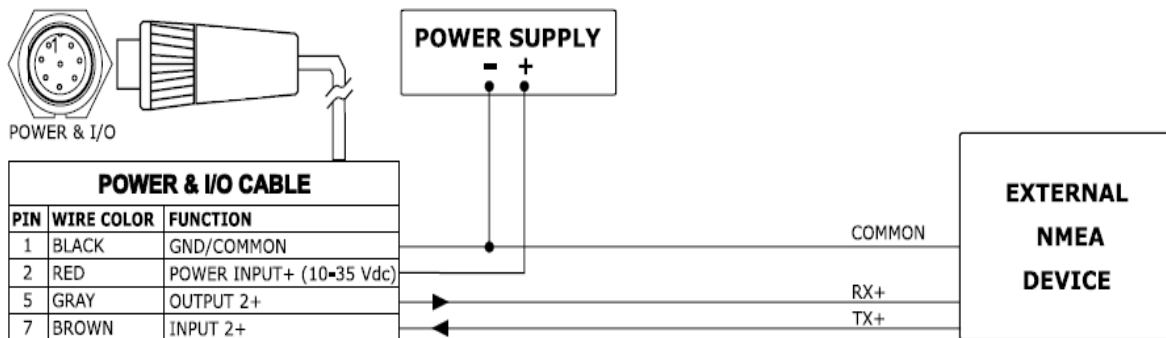 1
POWER & I/O
POWER SUPPLY
- +
POWER & I/O CABLE
PIN WIRE COLOR FUNCTION
1 BLACK GND/COMMON
2 RED POWER INPUT+ (10-35 Vdc)
5 GRAY OUTPUT 2+
7 BROWN INPUT 2+
COMMON
RX+
TX+
EXTERNAL
NMEA
DEVICE